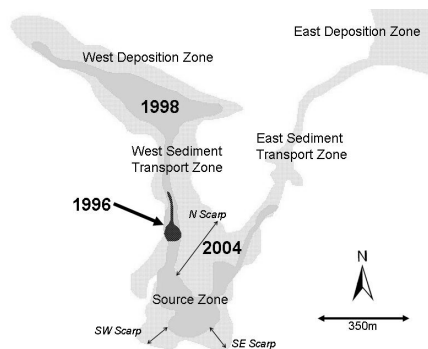 East Deposition Zone
West Deposition Zone
1998
West Sediment
Transport Zone
East Sediment
Transport Zone
1996
N Scarp
2004
N
Source Zone
SW Scarp
SE Scarp
350m